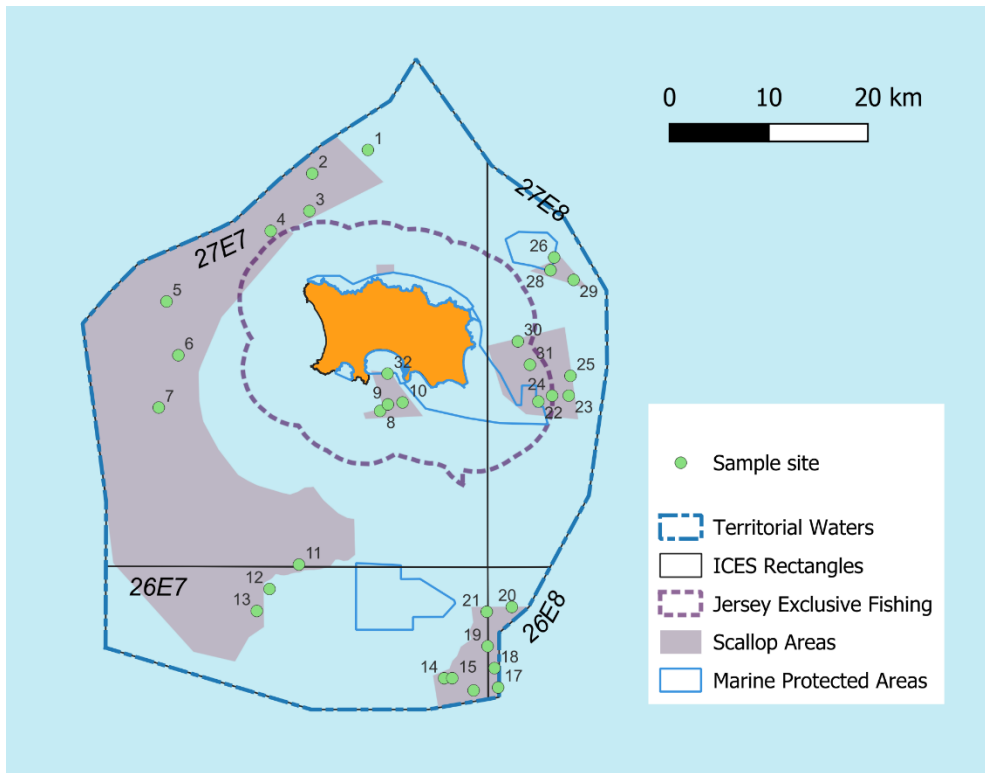 0 10 20 km
1
2
27E8
3
4
27E7
26
28
29
5
30
6
31
32
25
7
9
10
24
22
23
8
Sample site
Territorial Waters
11
ICES Rectangles
26E7
12
26E8
Jersey Exclusive Fishing
13
21
20
19
Scallop Areas
18
14
15
17
Marine Protected Areas